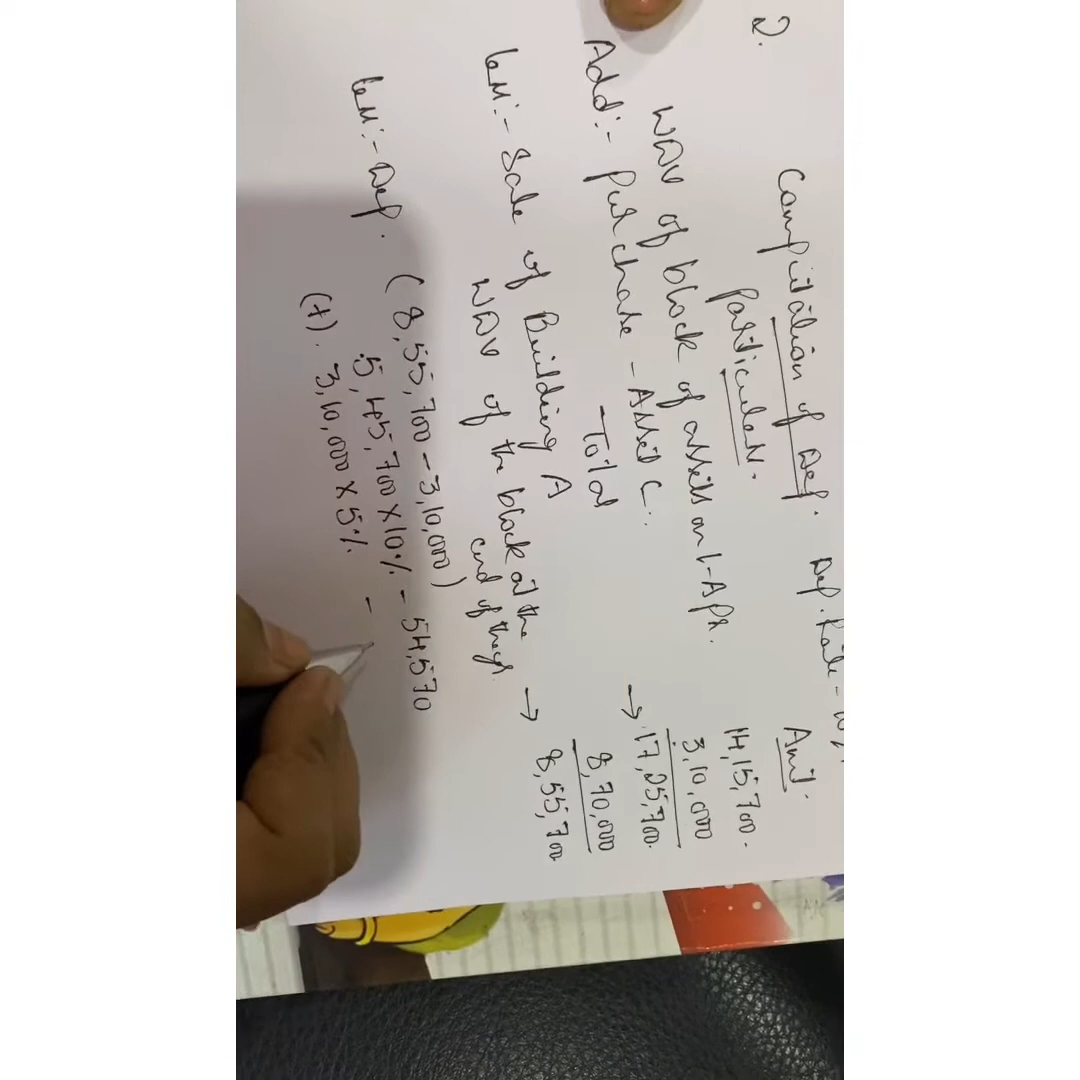 2. Computation of Dep. Dep. Rate - 10%
Particulars. Amt.
WDV of block of assets on 1-Apr. 14,15,700.
Add:- Purchase - Asset C. 3,10,000
- Total → 17,25,700.
Less:- Sale of Building A 8,70,000
WDV of the block at the
end of the yr. → 8,55,700
Less:- Dep. (8,55,700 - 3,10,000)
5,45,700 × 10% - 54,570
(+). 3,10,000 × 5% -